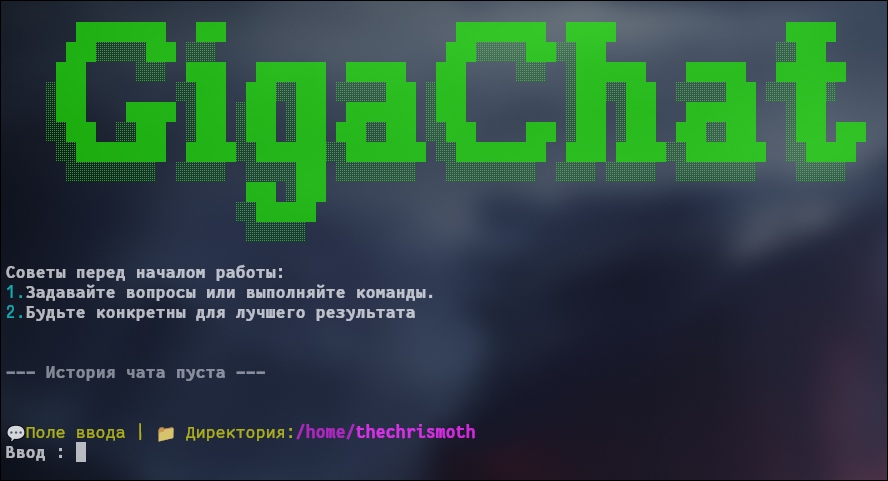 GigaChat
Советы перед началом работы:
1.Задавайте вопросы или выполняйте команды.
2.Будьте конкретны для лучшего результата
--- История чата пуста ---
💬Поле ввода | 📁 Директория:/home/thechrismoth
Ввод :